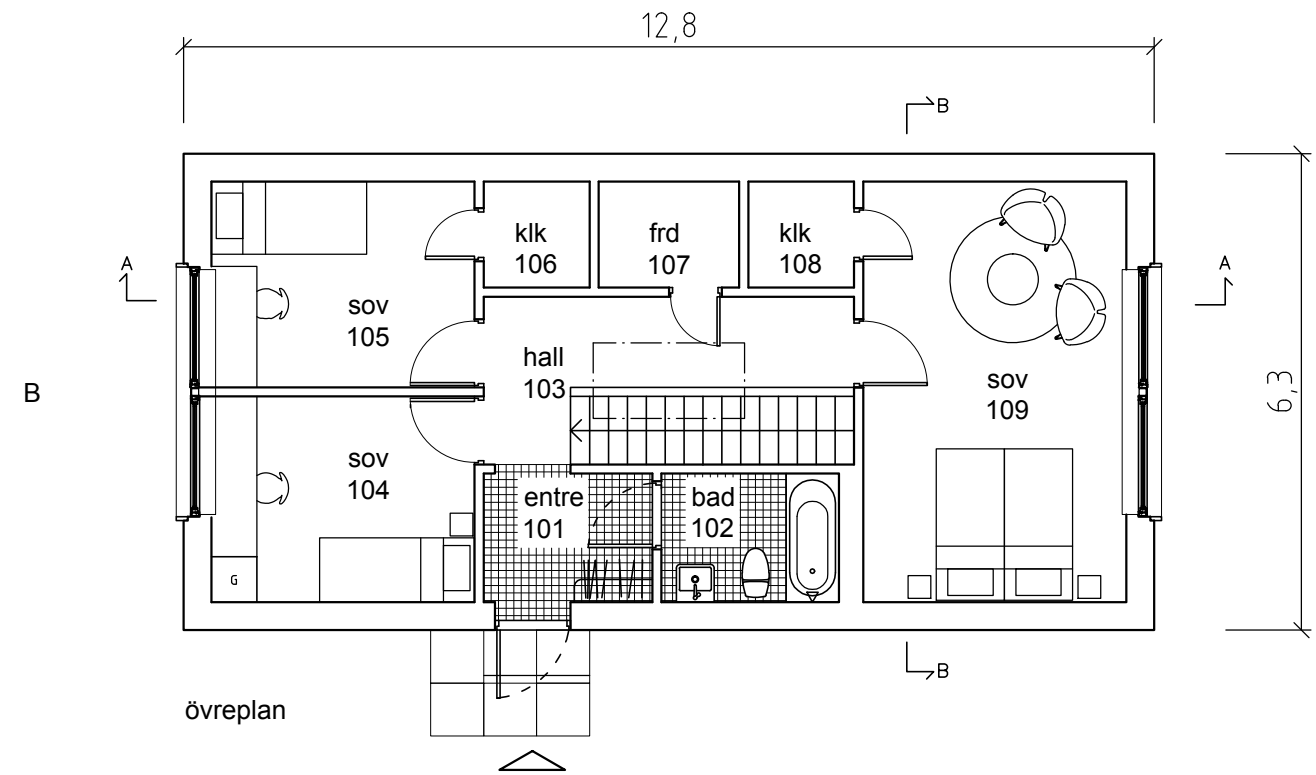 12,8
B
klk
106
frd
107
klk
108
A
A
sov
105
hall
103
sov
109
B
6,3
sov
104
entre
101
bad
102
G
B
övreplan